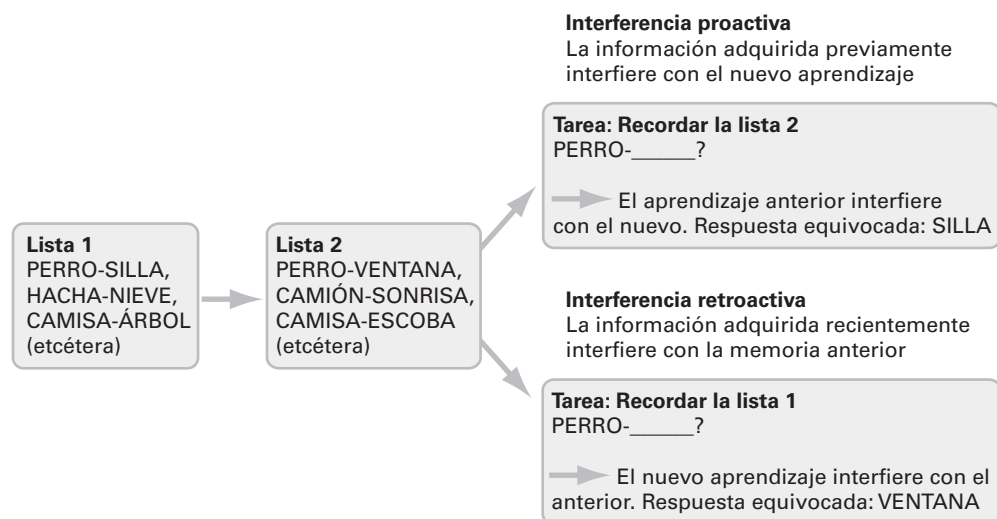 Lista 1
PERRO-SILLA,
HACHA-NIEVE,
CAMISA-ÁRBOL
(etcétera)
Lista 2
PERRO-VENTANA,
CAMIÓN-SONRISA,
CAMISA-ESCOBA
(etcétera)
Interferencia proactiva
La información adquirida previamente
interfiere con el nuevo aprendizaje
Tarea: Recordar la lista 2
PERRO-______?
El aprendizaje anterior interfiere
con el nuevo. Respuesta equivocada: SILLA
Interferencia retroactiva
La información adquirida recientemente
interfiere con la memoria anterior
Tarea: Recordar la lista 1
PERRO-______?
El nuevo aprendizaje interfiere con el
anterior. Respuesta equivocada: VENTANA